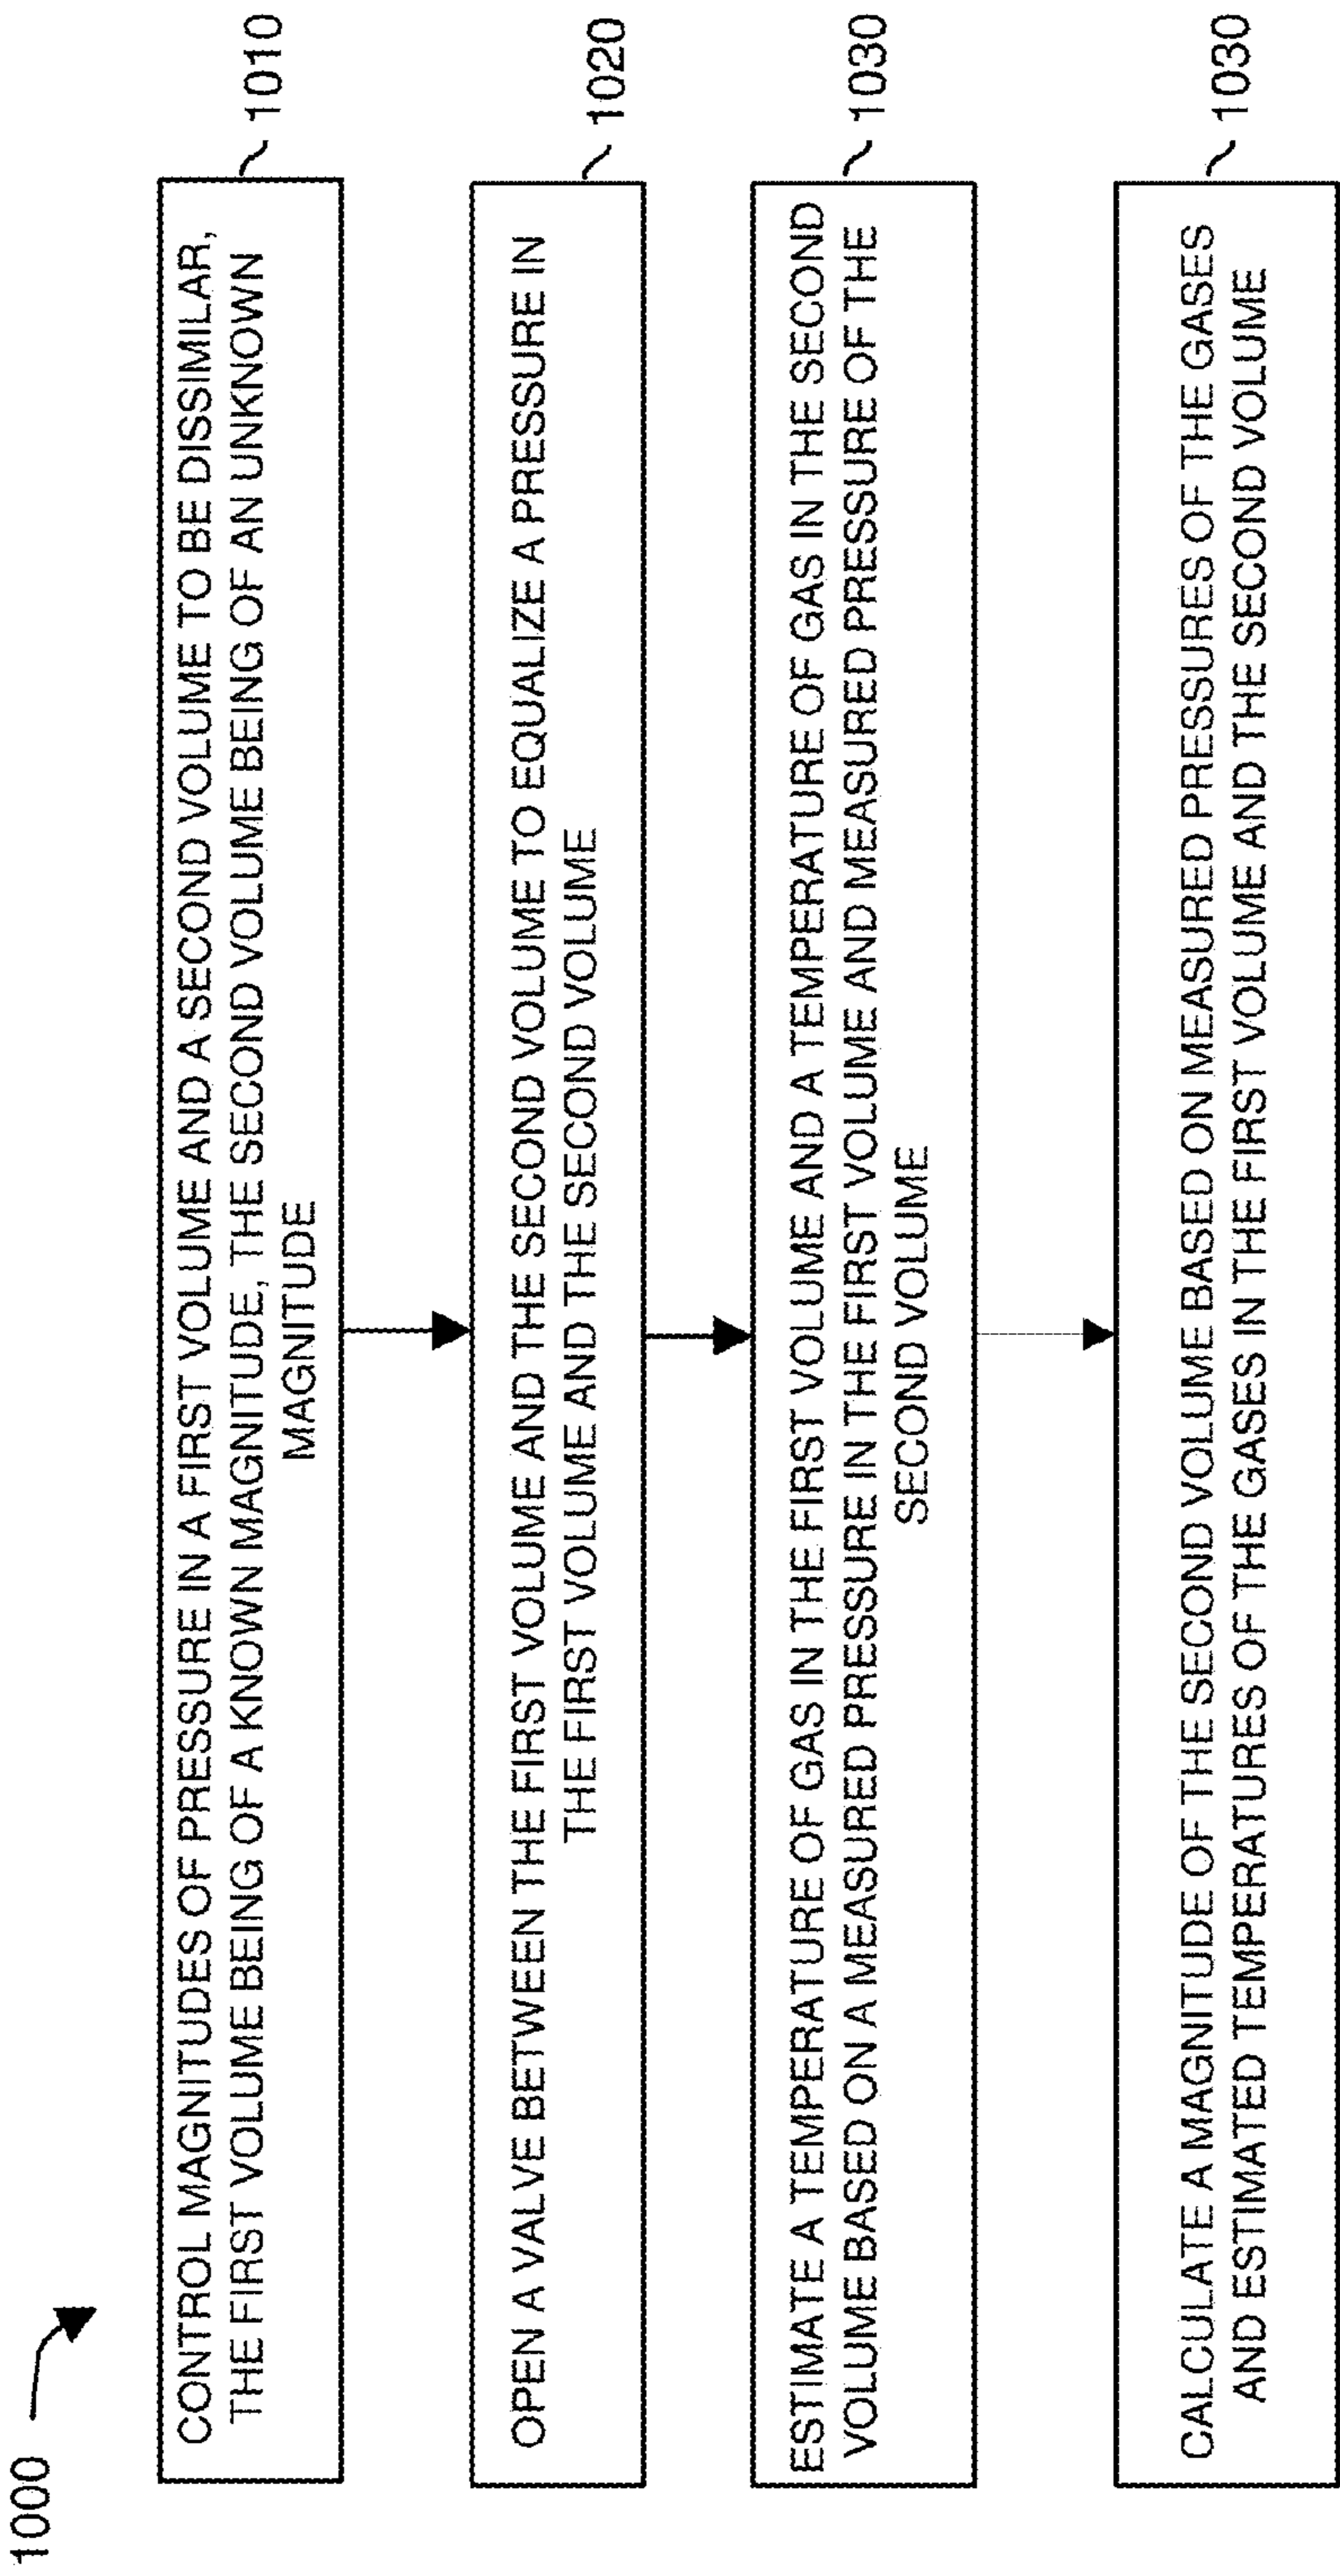 1000
CONTROL MAGNITUDES OF PRESSURE IN A FIRST VOLUME AND A SECOND VOLUME TO BE DISSIMILAR,
THE FIRST VOLUME BEING OF A KNOWN MAGNITUDE, THE SECOND VOLUME BEING OF AN UNKNOWN
MAGNITUDE
1010
OPEN A VALVE BETWEEN THE FIRST VOLUME AND THE SECOND VOLUME TO EQUALIZE A PRESSURE IN
THE FIRST VOLUME AND THE SECOND VOLUME
1020
ESTIMATE A TEMPERATURE OF GAS IN THE FIRST VOLUME AND A TEMPERATURE OF GAS IN THE SECOND
VOLUME BASED ON A MEASURED PRESSURE IN THE FIRST VOLUME AND MEASURED PRESSURE OF THE
SECOND VOLUME
1030
CALCULATE A MAGNITUDE OF THE SECOND VOLUME BASED ON MEASURED PRESSURES OF THE GASES
AND ESTIMATED TEMPERATURES OF THE GASES IN THE FIRST VOLUME AND THE SECOND VOLUME
1030